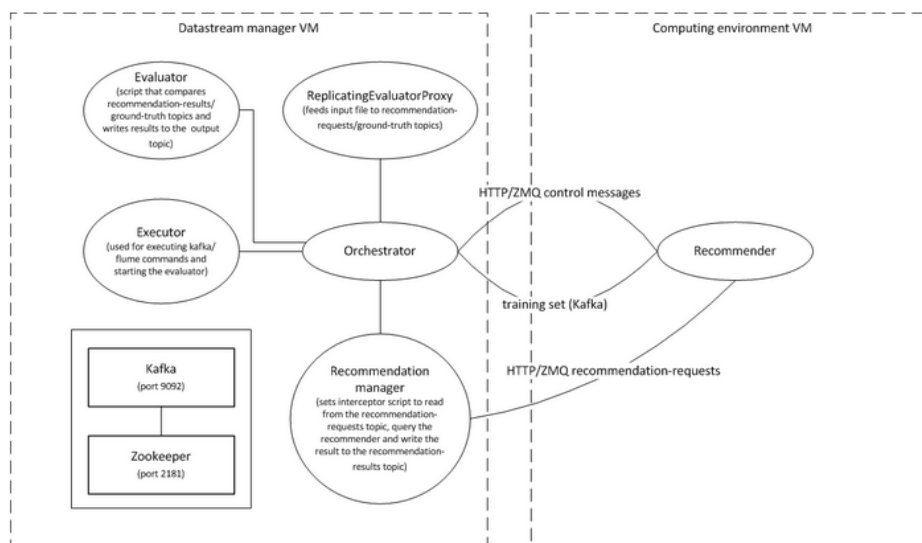 Datastream manager VM
Computing environment VM
Evaluator
(script that compares
recommendation-results/
ground-truth topics and
writes results to the output
topic)
ReplicatingEvaluatorProxy
(feeds input file to recommendation-
requests/ground-truth topics)
HTTP/ZMQ control messages
Executor
(used for executing kafka/
flume commands and
starting the evaluator)
Orchestrator
Recommender
training set (Kafka)
Kafka
(port 9092)
Zookeeper
(port 2181)
Recommendation
manager
(sets interceptor script to read
from the recommendation-
requests topic, query the
recommender and write the
result to the recommendation-
results topic)
HTTP/ZMQ recommendation-requests